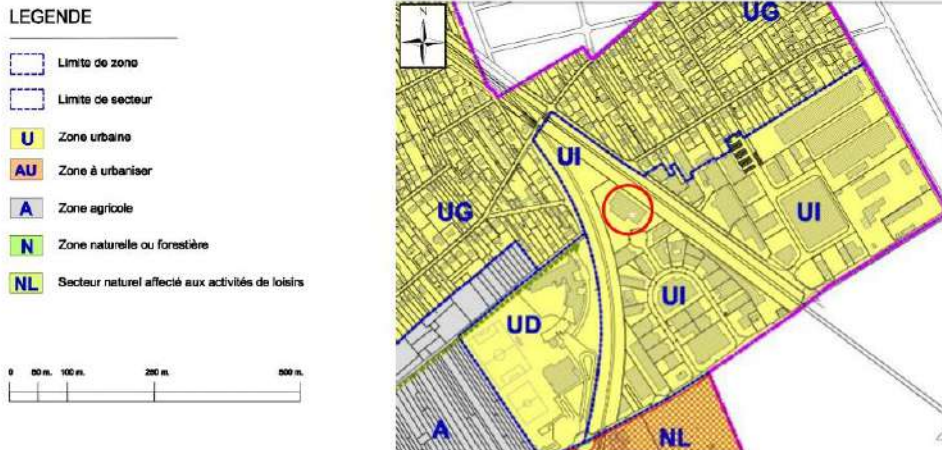 LEGENDE
Limite de zone
Limite de secteur
U Zone urbaine
AU Zone à urbaniser
A Zone agricole
N Zone naturelle ou forestière
NL Secteur naturel affecté aux activités de loisirs
0 50 m. 100 m. 250 m. 500 m.
N
UG
UI
UG
UI
UI
UD
A
NL